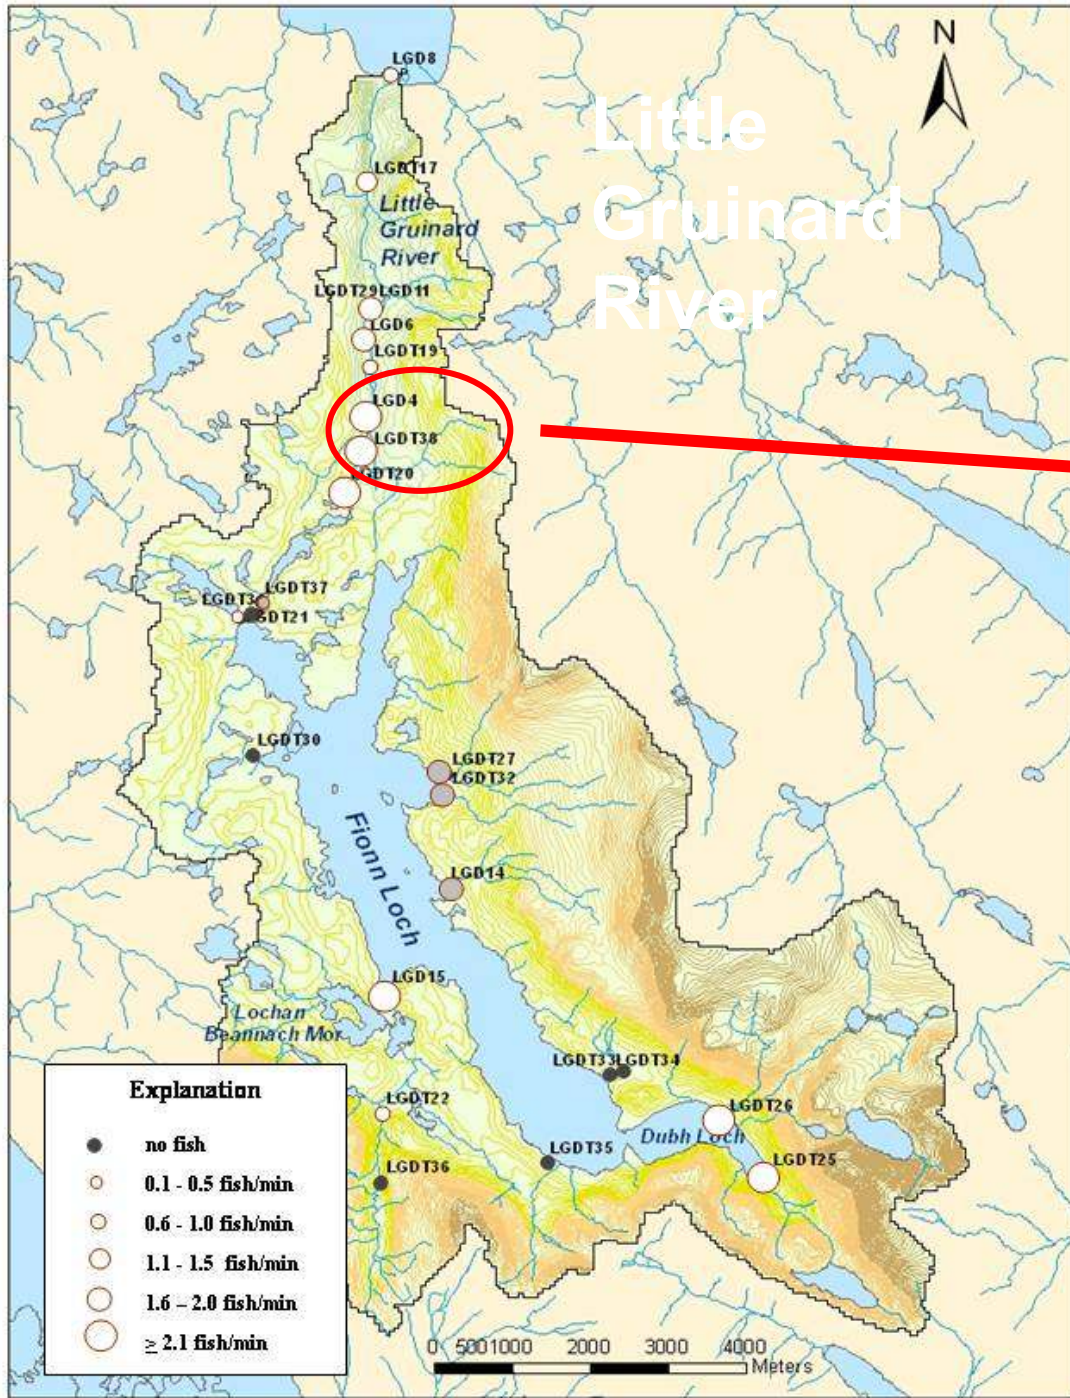 LGD8
N
Little
Gruinard
River
LGDT17
Little
Gruinard
River
LGDT29 LGD11
LGD6
LGDT19
LGD4
LGDT38
LGDT20
LGDT37
LGDT21
LGDT30
LGDT27
LGDT32
Fionn Loch
LGD14
LGD15
Lochan
Beannach Mor
LGDT33 LGDT34
LGDT22
LGDT26
Dubh Loch
LGDT35
LGDT36
LGDT25
Explanation
no fish
0.1 - 0.5 fish/min
0.6 - 1.0 fish/min
1.1 - 1.5 fish/min
1.6 – 2.0 fish/min
≥ 2.1 fish/min
0 500 1000 2000 3000 4000
Meters